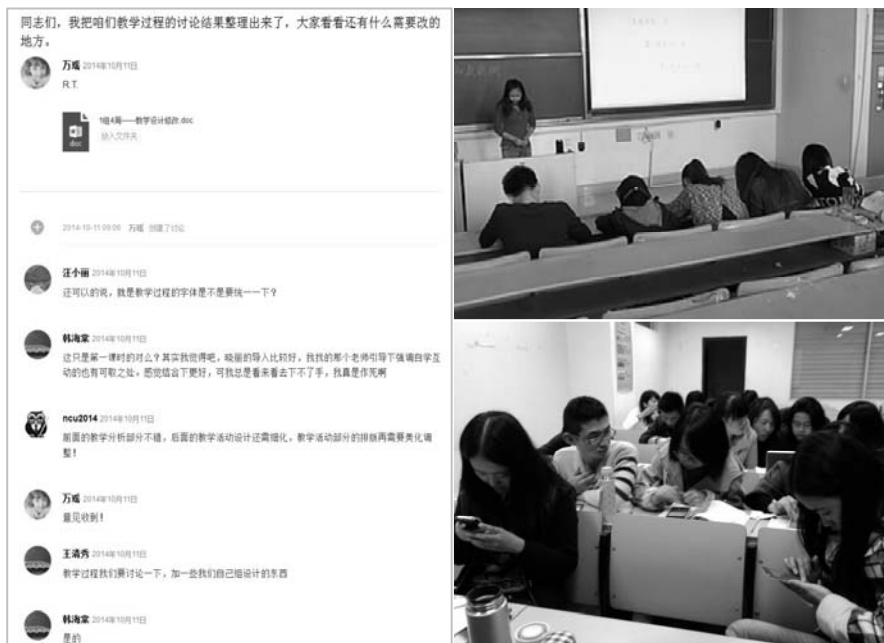 同志们，我把咱们教学过程的讨论结果整理出来了，大家看看还有什么需要改的
地方。
万媛 2014年10月11日
R.T.
1组4周——教学设计修改.doc
放入文件夹
doc
2014-10-11 09:06 万媛 创建了讨论
汪小丽 2014年10月11日
还可以的说，就是教学过程的字体是不是要统一一下？
韩海棠 2014年10月11日
这只是第一课时的对么？其实我觉得吧，晓丽的导入比较好，我找的那个老师引导下强调自学互
动的也有可取之处，感觉结合下更好，可我总是看来看去下不了手，我真是作死啊
ncu2014 2014年10月11日
前面的教学分析部分不错，后面的教学活动设计还需细化，教学活动部分的排版再需要美化调
整！
万媛 2014年10月11日
意见收到！
王清秀 2014年10月11日
教学过程我们要讨论一下，加一些我们自己组设计的东西
韩海棠 2014年10月11日
是的